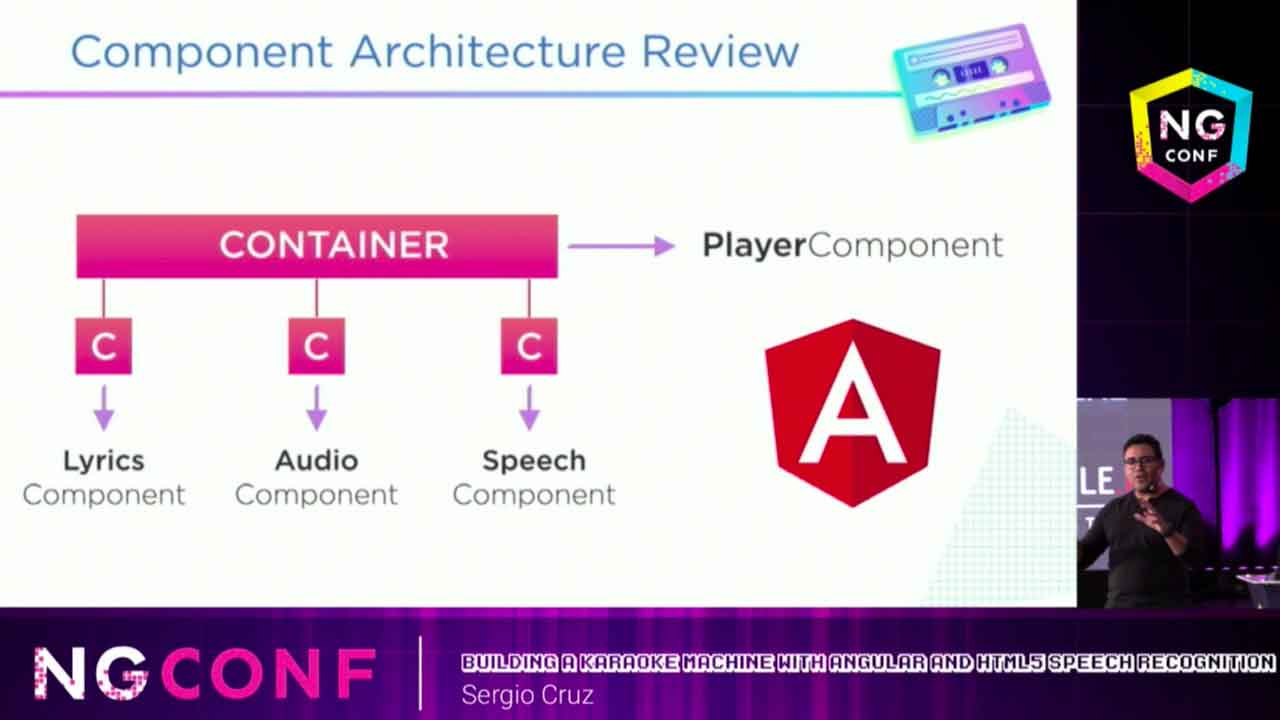 Component Architecture Review
NG
CONF
CONTAINER
PlayerComponent
C
C
C
A
Lyrics
Component
Audio
Component
Speech
Component
LE
NG CONF
BUILDING A KARAOKE MACHINE WITH ANGULAR AND HTML5 SPEECH RECOGNITION
Sergio Cruz